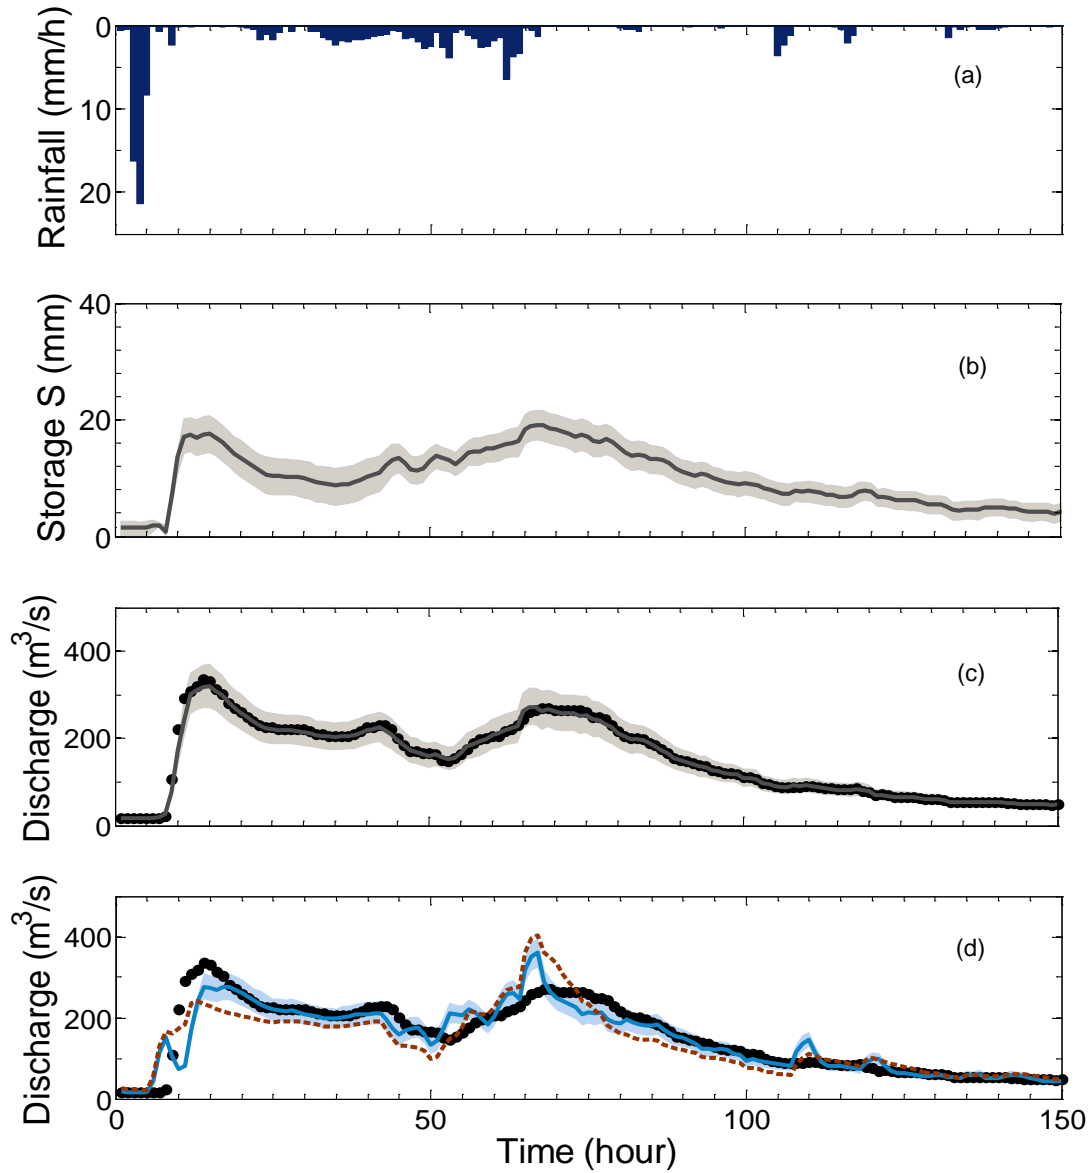 0
10
20
Rainfall (mm/h)
(a)
40
20
0
Storage S (mm)
(b)
400
200
0
Discharge (m³/s)
(c)
400
200
0
Discharge (m³/s)
(d)
0 50 100 150
Time (hour)